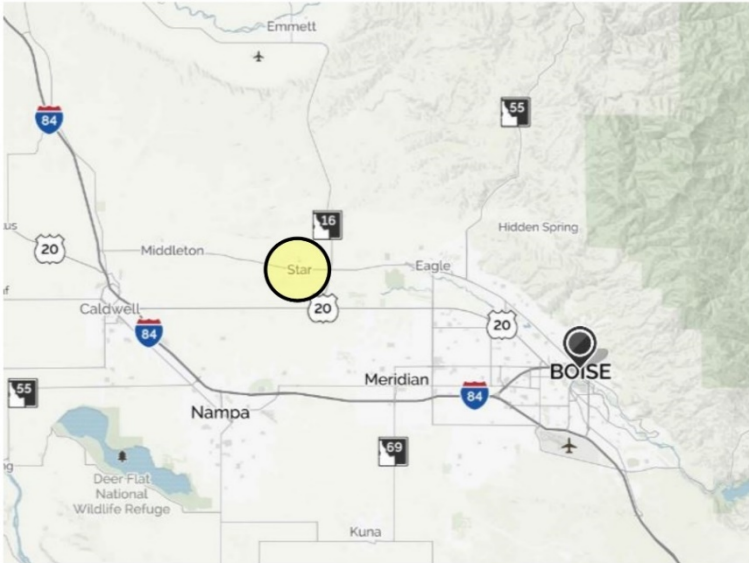 Emmett
84
55
16
Hidden Spring
20
Middleton
Star
Eagle
Caldwell
20
20
84
BOISE
Meridian
55
84
Nampa
69
Deer Flat
National
Wildlife Refuge
Kuna